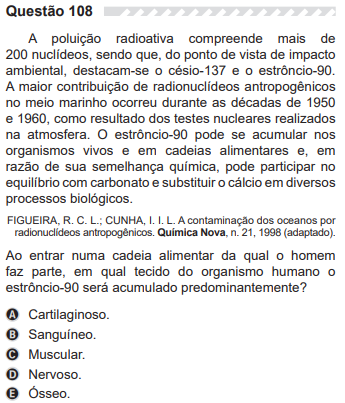 Questão 108
A poluição radioativa compreende mais de
200 nuclídeos, sendo que, do ponto de vista de impacto
ambiental, destacam-se o césio-137 e o estrôncio-90.
A maior contribuição de radionuclídeos antropogênicos
no meio marinho ocorreu durante as décadas de 1950
e 1960, como resultado dos testes nucleares realizados
na atmosfera. O estrôncio-90 pode se acumular nos
organismos vivos e em cadeias alimentares e, em
razão de sua semelhança química, pode participar no
equilíbrio com carbonato e substituir o cálcio em diversos
processos biológicos.
FIGUEIRA, R. C. L.; CUNHA, I. I. L. A contaminação dos oceanos por
radionuclídeos antropogênicos. Química Nova, n. 21, 1998 (adaptado).
Ao entrar numa cadeia alimentar da qual o homem
faz parte, em qual tecido do organismo humano o
estrôncio-90 será acumulado predominantemente?
A Cartilaginoso.
B Sanguíneo.
C Muscular.
D Nervoso.
E Ósseo.